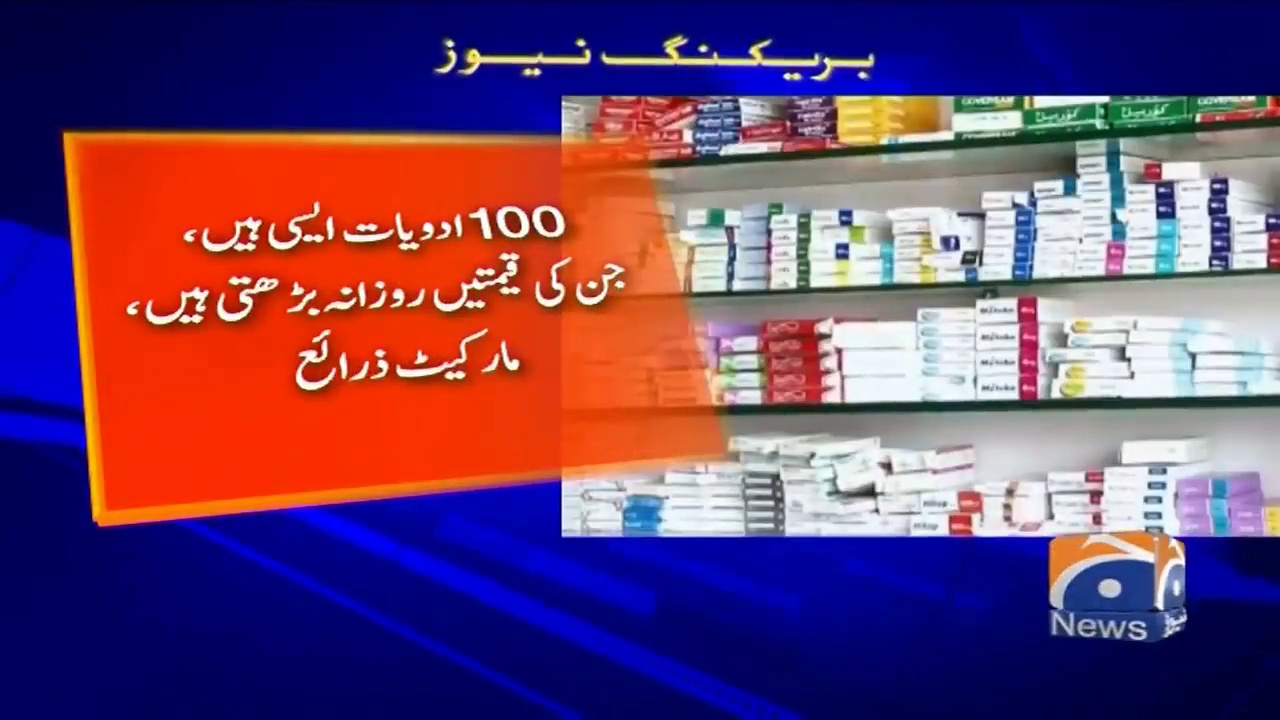 بریکنگ نیوز
100 ادویات ایسی ہیں،
جن کی قیمتیں روزانہ بڑھتی ہیں،
مارکیٹ ذرائع
News